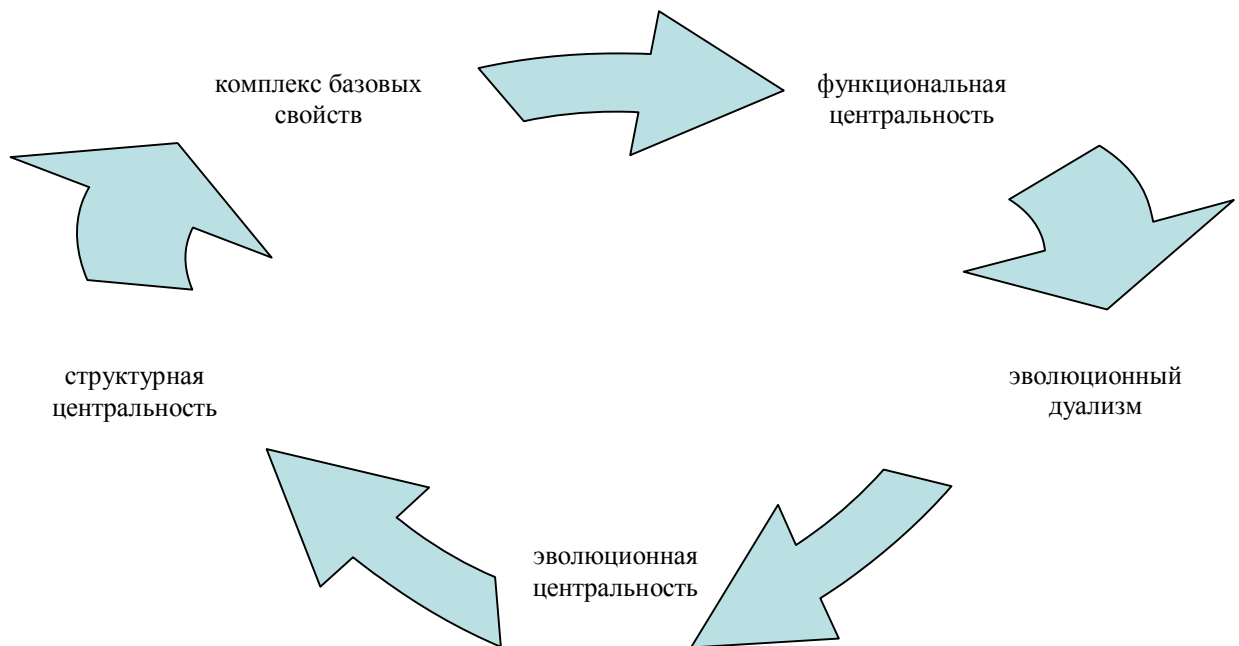 комплекс базовых
свойств
функциональная
центральность
структурная
центральность
эволюционный
дуализм
эволюционная
центральность